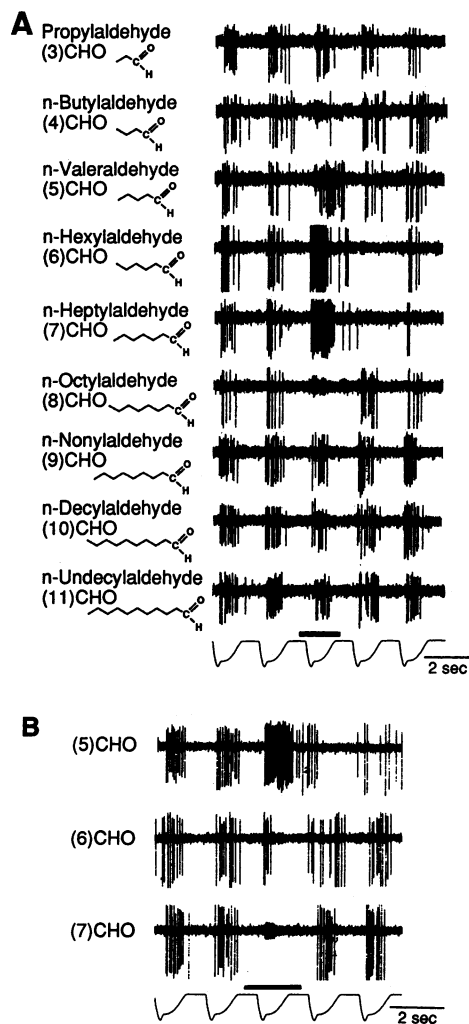 A
Propylaldehyde
(3)CHO
C O
H
n-Butylaldehyde
(4)CHO
C O
H
n-Valeraldehyde
(5)CHO
C O
H
n-Hexylaldehyde
(6)CHO
C O
H
n-Heptylaldehyde
(7)CHO
C O
H
n-Octylaldehyde
(8)CHO
C O
H
n-Nonylaldehyde
(9)CHO
C O
H
n-Decylaldehyde
(10)CHO
C O
H
n-Undecylaldehyde
(11)CHO
C O
H
2 sec
B
(5)CHO
(6)CHO
(7)CHO
2 sec